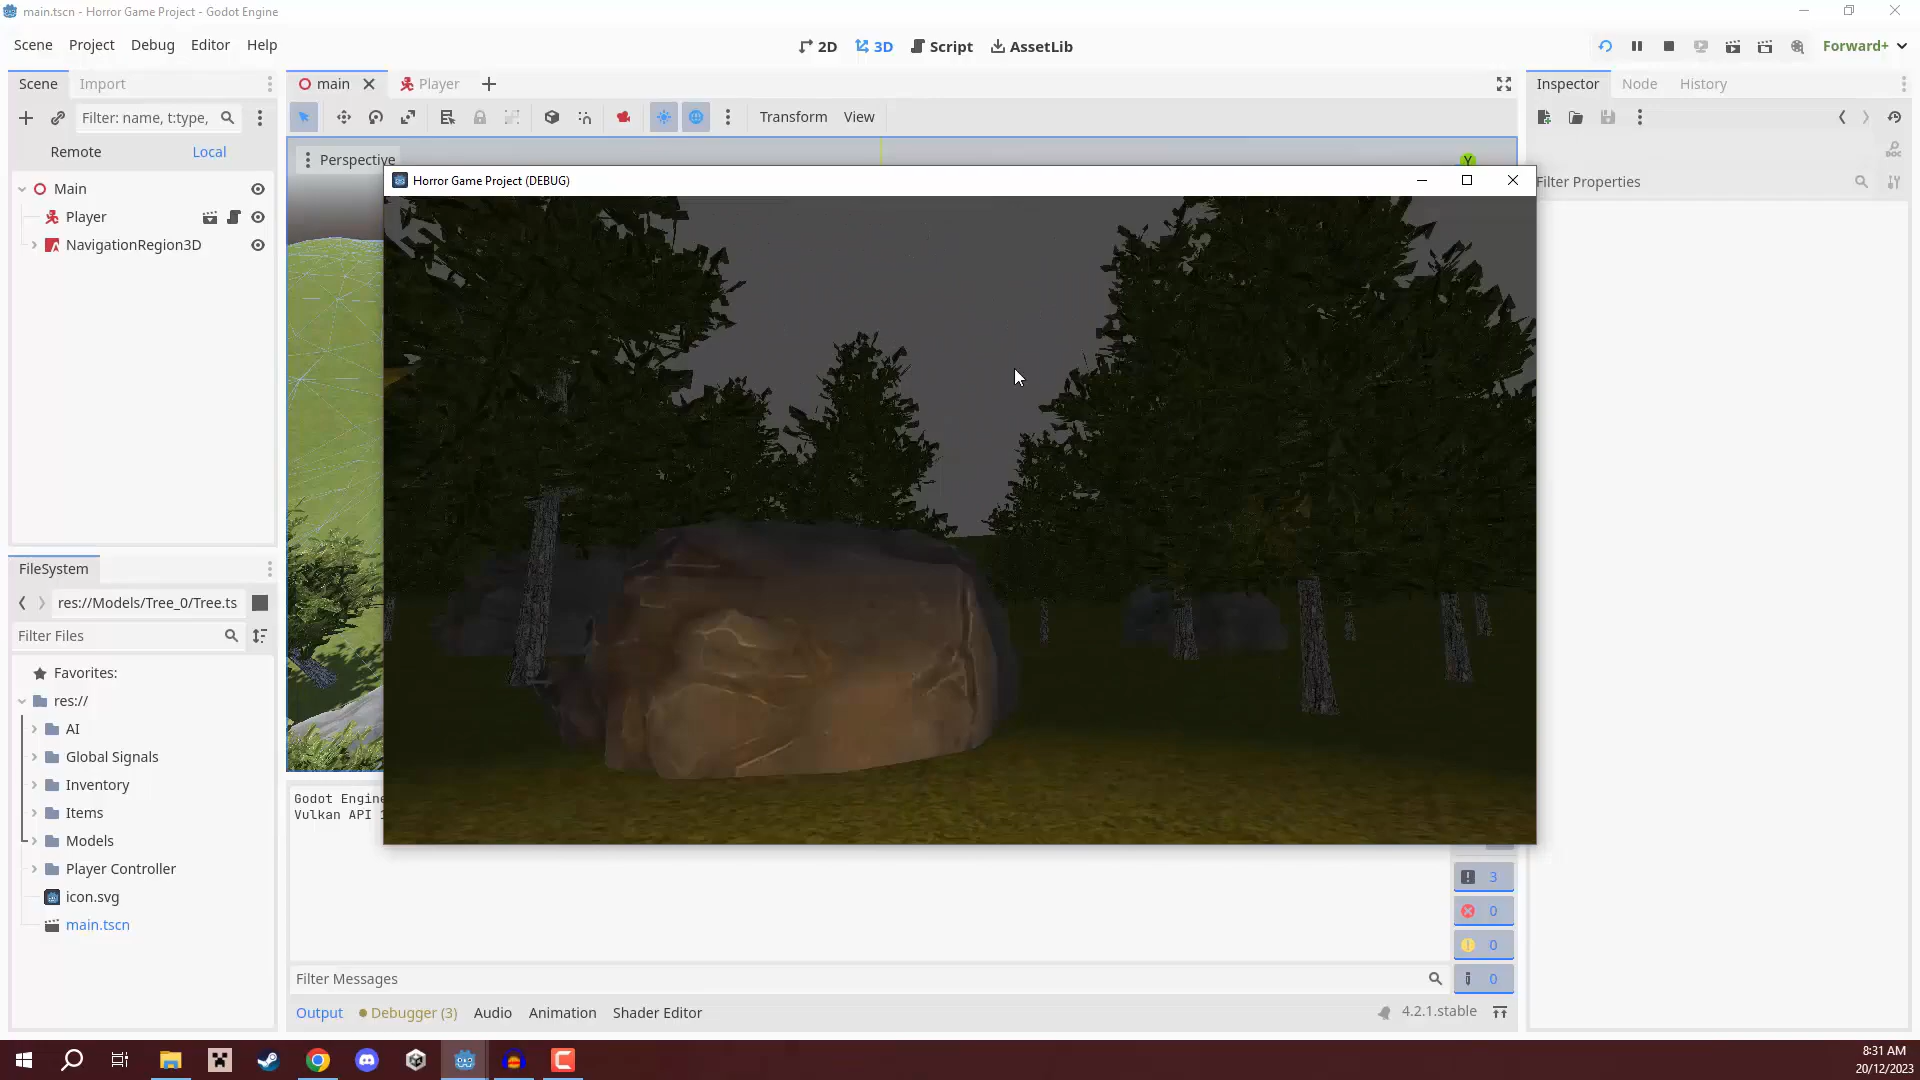 main.tscn - Horror Game Project - Godot Engine
Scene Project Debug Editor Help
2D 3D Script AssetLib
Forward+
Scene Import
main Player
Inspector Node History
Filter: name, t:type,
Transform View
Remote Local
Perspective
Y
Horror Game Project (DEBUG)
Filter Properties
DOC
Main
Player
NavigationRegion3D
FileSystem
res://Models/Tree_0/Tree.ts
Filter Files
Favorites:
res://
AI
Global Signals
Inventory
Items
Models
Player Controller
icon.svg
main.tscn
Godot Engine
Vulkan API
3
0
0
0
Filter Messages
Output Debugger (3) Audio Animation Shader Editor
4.2.1.stable
8:31 AM
20/12/2023